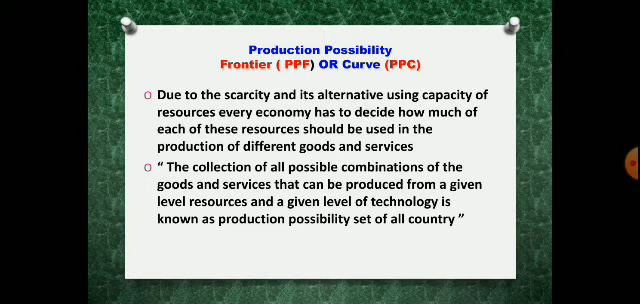 Production Possibility
Frontier ( PPF) OR Curve (PPC)
o Due to the scarcity and its alternative using capacity of
resources every economy has to decide how much of
each of these resources should be used in the
production of different goods and services
o “ The collection of all possible combinations of the
goods and services that can be produced from a given
level resources and a given level of technology is
known as production possibility set of all country ”